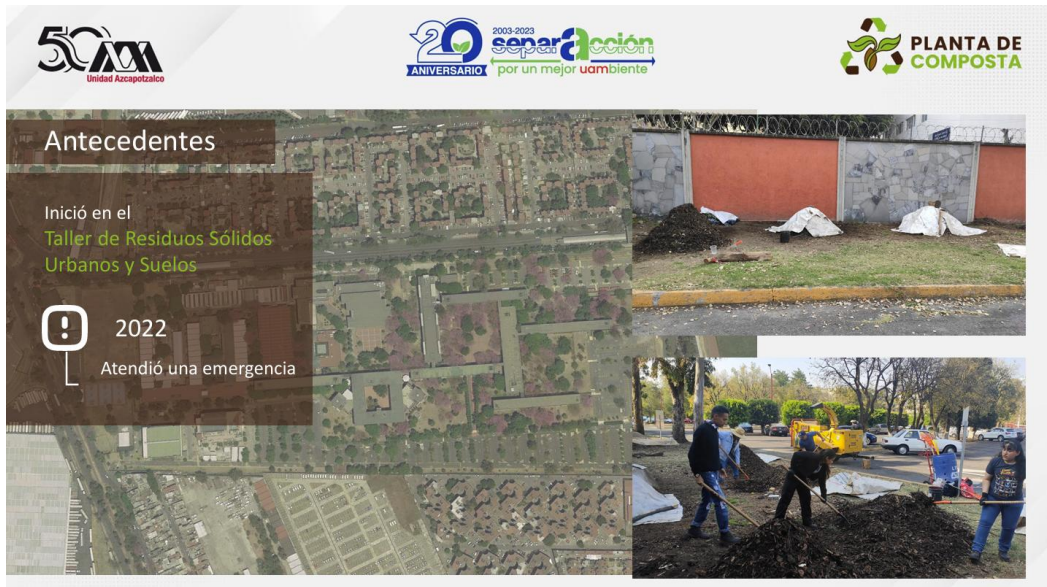 50 UAM
Unidad Azcapotzalco
20
ANIVERSARIO
2003-2023
separacción
por un mejor uambiente
PLANTA DE
COMPOSTA
Antecedentes
Inició en el
Taller de Residuos Sólidos
Urbanos y Suelos
!
2022
Atendió una emergencia